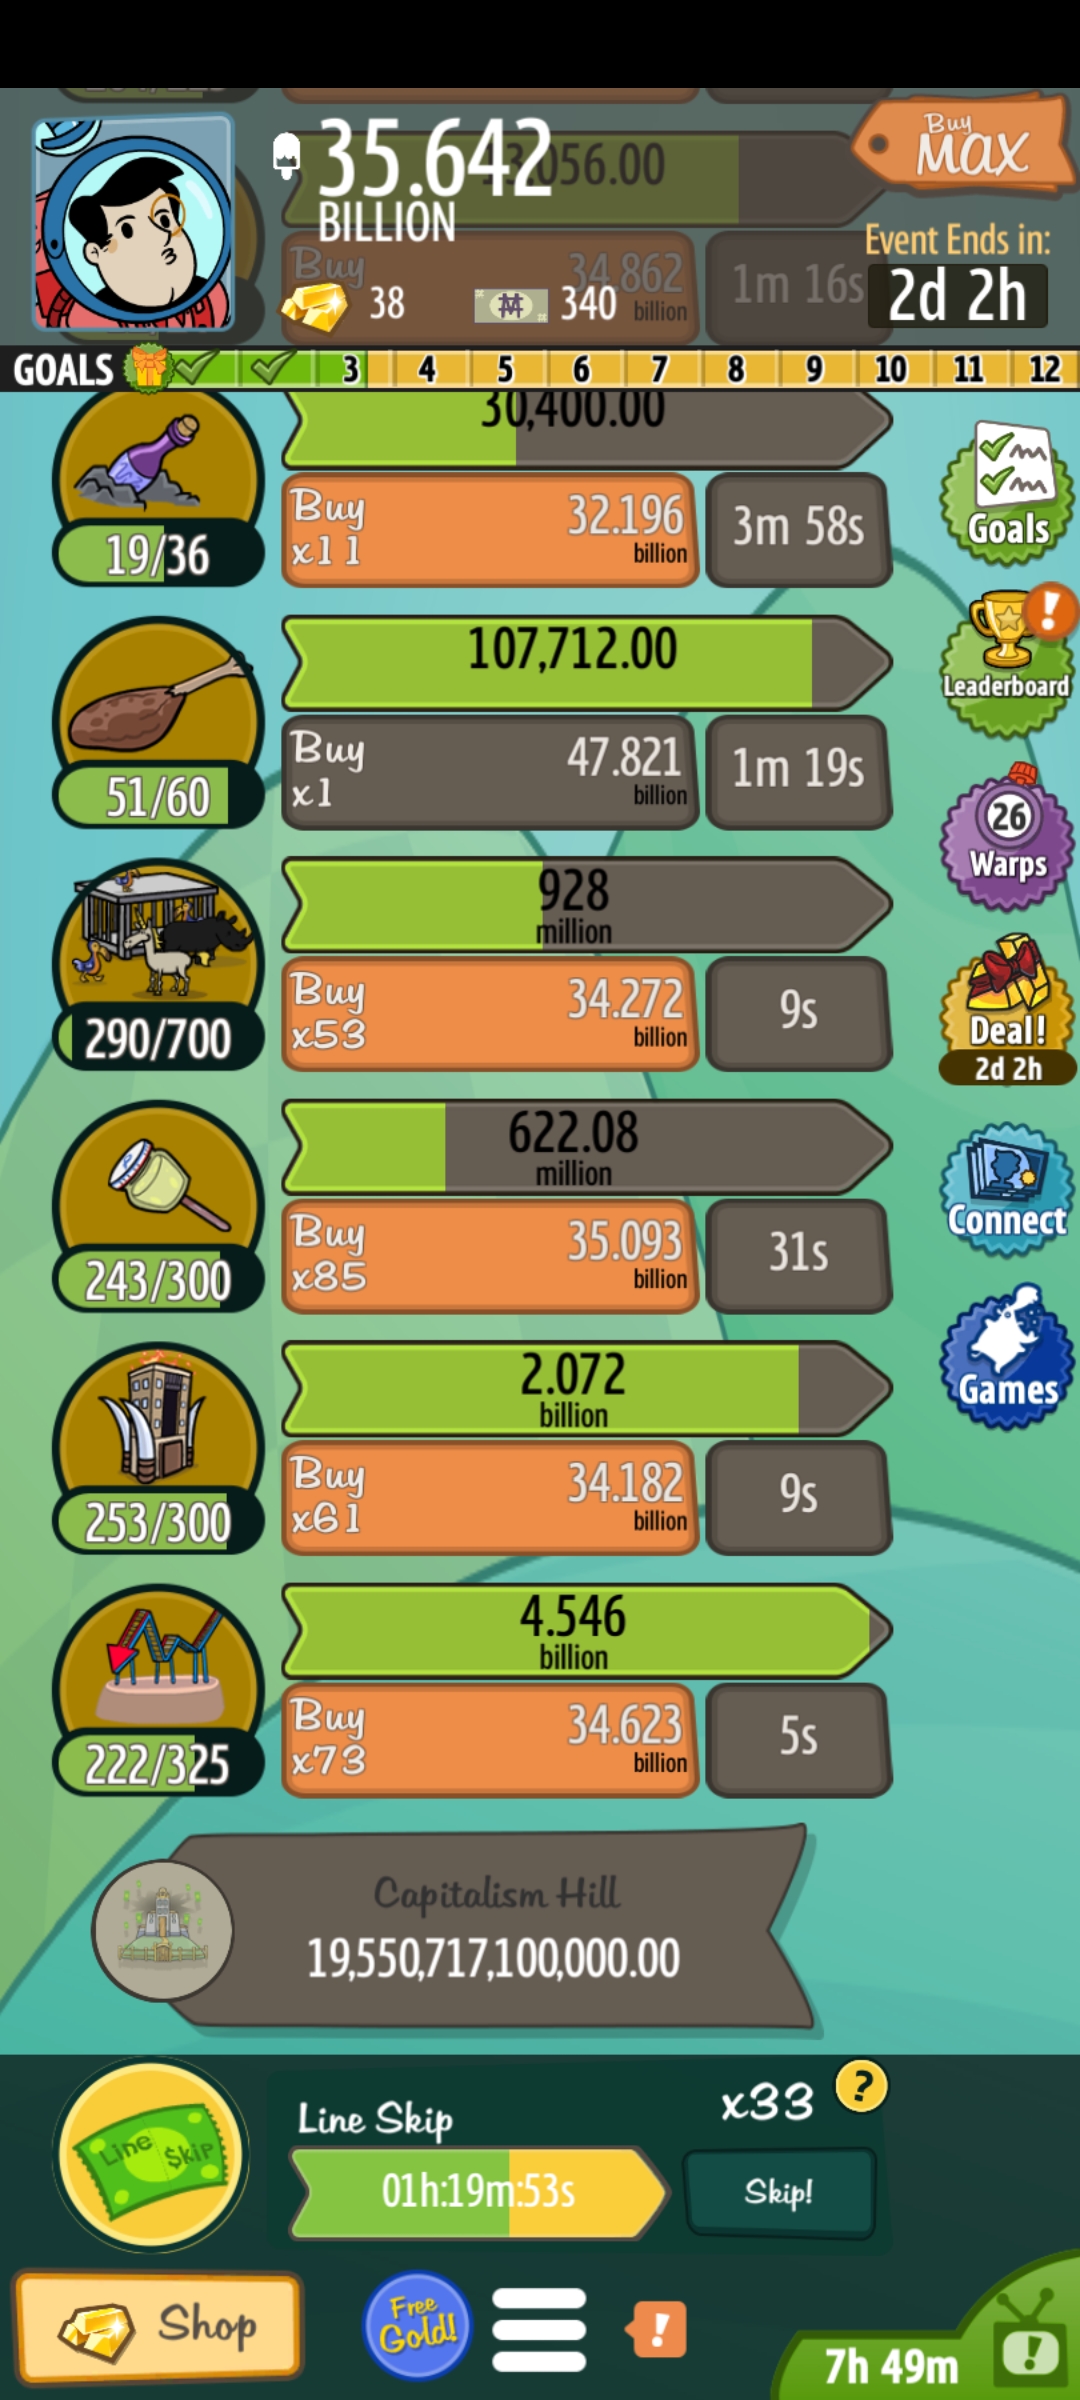 35.642
BILLION
38
340
Buy
MAX
Event Ends in:
2d 2h
Buy
34.862
billion
1m 16s
GOALS
3
4
5
6
7
8
9
10
11
12
30,400.00
19/36
Buy
x11
32.196
billion
3m 58s
Goals
107,712.00
51/60
Buy
x1
47.821
billion
1m 19s
Leaderboard
!
26
Warps
928
million
290/700
Buy
x53
34.272
billion
9s
Deal!
2d 2h
622.08
million
243/300
Buy
x85
35.093
billion
31s
Connect
2.072
billion
253/300
Buy
x61
34.182
billion
9s
Games
4.546
billion
222/325
Buy
x73
34.623
billion
5s
Capitalism Hill
19,550,717,100,000.00
Line $kip
Line Skip
x33
?
01h:19m:53s
Skip!
Shop
Free
Gold!
!
7h 49m
!